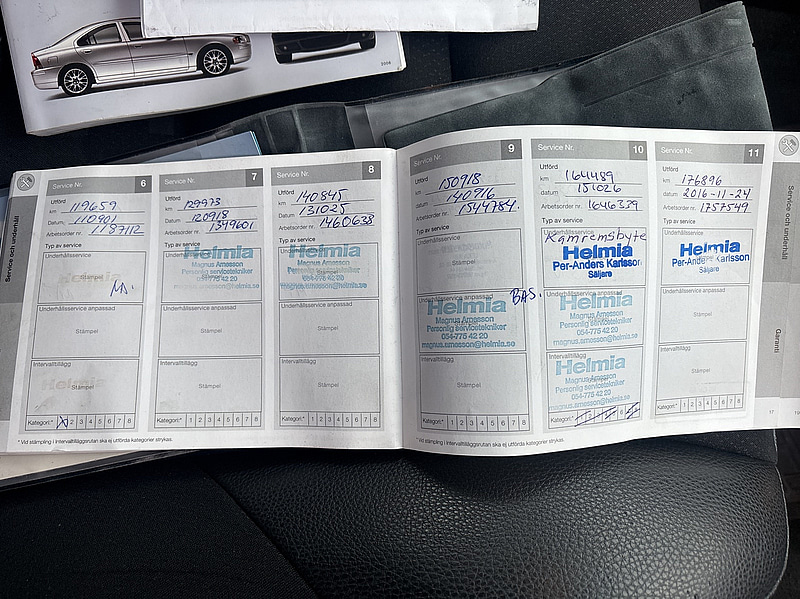 2006
Service och underhåll
Service Nr. 6
Utförd
km 119659
Datum 110901
Arbetsorder nr. 1187112
Typ av service
Underhållsservice
Stämpel
Underhållsservice anpassad
Stämpel
Intervalltillägg
Helmia
Stämpel
Kategori.* 1 2 3 4 5 6 7 8
* Vid stämpling i Intervalltilläggsrutan ska ej utförda kategorier strykas.
Service Nr. 7
Utförd
km 129973
Datum 120918
Arbetsorder nr. 1349601
Typ av service
Underhållsservice
Helmia
Magnus Arnesson
Personlig servicetekniker
054-775 42 20
magnus.arnesson@helmia.se
Underhållsservice anpassad
Stämpel
Intervalltillägg
Stämpel
Kategori.* 1 2 3 4 5 6 7 8
Service Nr. 8
Utförd
km 140845
Datum 131025
Arbetsorder nr. 1460638
Typ av service
Underhållsservice
Helmia
Magnus Arnesson
Personlig servicetekniker
054-775 42 20
magnus.arnesson@helmia.se
Underhållsservice anpassad
Stämpel
Intervalltillägg
Stämpel
Kategori.* 1 2 3 4 5 6 7 8
Service Nr. 9
Utförd
km 150918
datum 140916
Arbetsorder nr. 1544784
Typ av service
Underhållsservice
Stämpel
Underhållsservice anpassad
BAS.
Helmia
Magnus Arnesson
Personlig servicetekniker
054-775 42 20
magnus.arnesson@helmia.se
Intervalltillägg
Stämpel
Kategori.* 1 2 3 4 5 6 7 8
* Vid stämpling i Intervalltilläggsrutan ska ej utförda kategorier strykas.
Service Nr. 10
Utförd
km 164489
datum 151026
Arbetsorder nr. 1646359
Typ av service
Kamremsbyte
Helmia
Per-Anders Karlsson
Säljare
Underhållsservice anpassad
Helmia
Magnus Arnesson
Personlig servicetekniker
054-775 42 20
magnus.arnesson@helmia.se
Intervalltillägg
Helmia
Magnus Arnesson
Personlig servicetekniker
054-775 42 20
magnus.arnesson@helmia.se
Kategori.*
Service Nr. 11
Utförd
km 176896
datum 2016-11-24
Arbetsorder nr. 1757549
Typ av service
Underhållsservice
Helmia
Per-Anders Karlsson
Säljare
Underhållsservice anpassad
Stämpel
Intervalltillägg
Stämpel
Kategori.* 1 2 3 4 5 6 7 8
17
Garanti